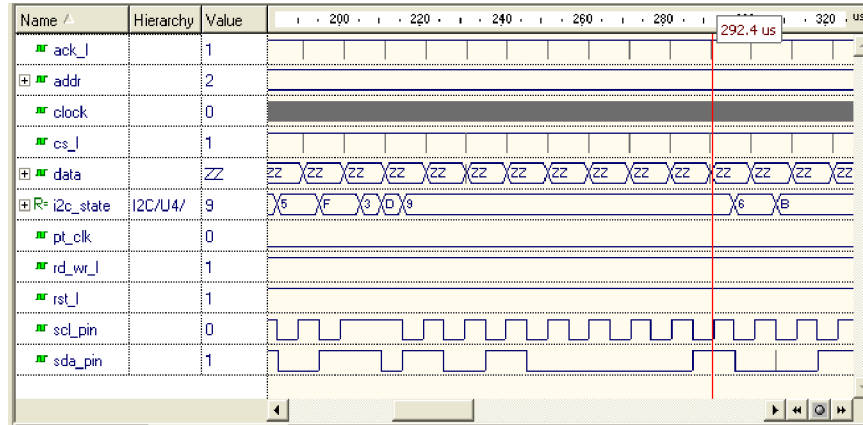 Name Hierarchy Value 200 220 240 260 280 320 us
292.4 us
ack_l 1
addr 2
clock 0
cs_l 1
data ZZ ZZ ZZ ZZ ZZ ZZ ZZ ZZ ZZ ZZ ZZ ZZ ZZ ZZ ZZ ZZ
R= i2c_state I2C/U4/ 9 5 F 3 D 9 6 B
pt_clk 0
rd_wr_l 1
rst_l 1
scl_pin 0
sda_pin 1